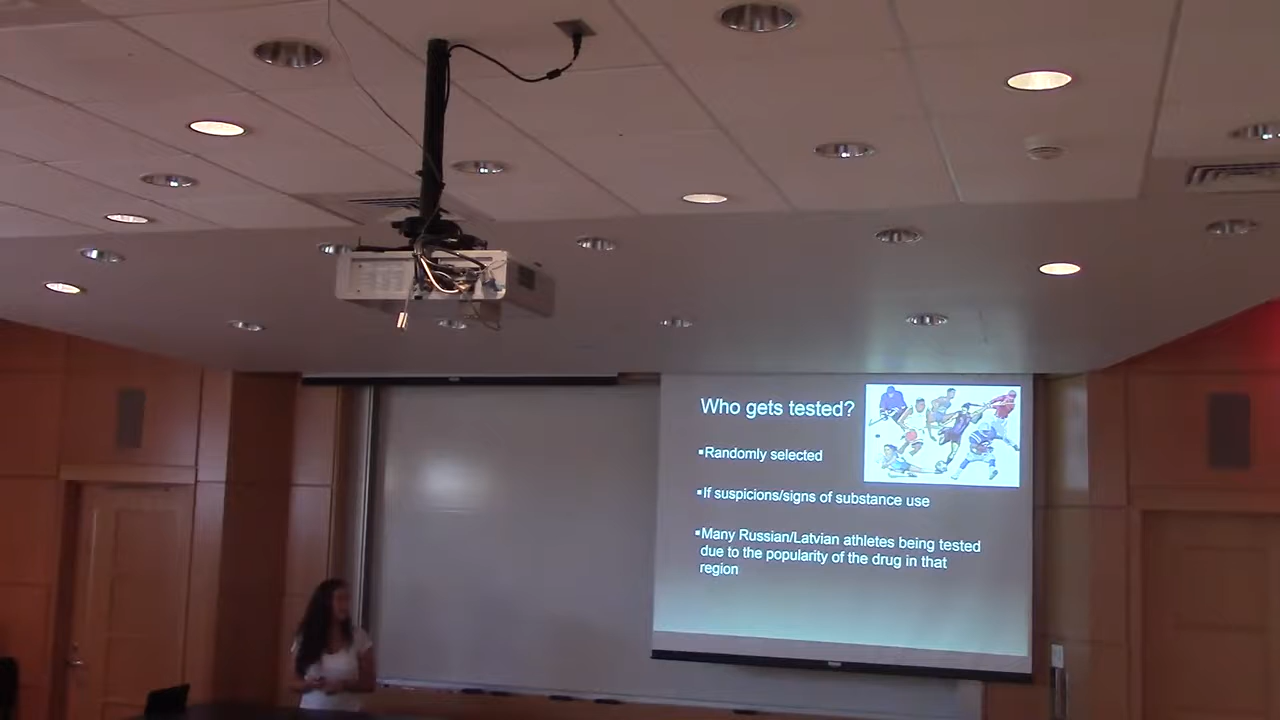 Who gets tested?
▪Randomly selected
▪If suspicions/signs of substance use
▪Many Russian/Latvian athletes being tested
due to the popularity of the drug in that
region